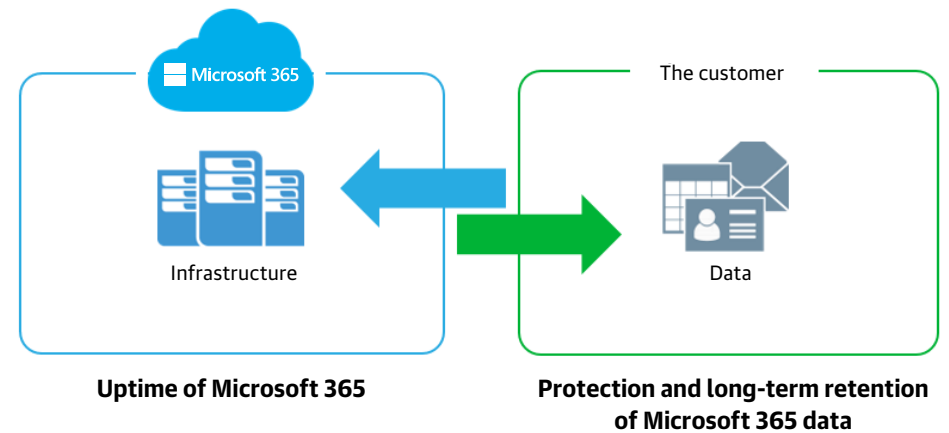 Microsoft 365
The customer
Infrastructure
Data
Uptime of Microsoft 365
Protection and long-term retention
of Microsoft 365 data